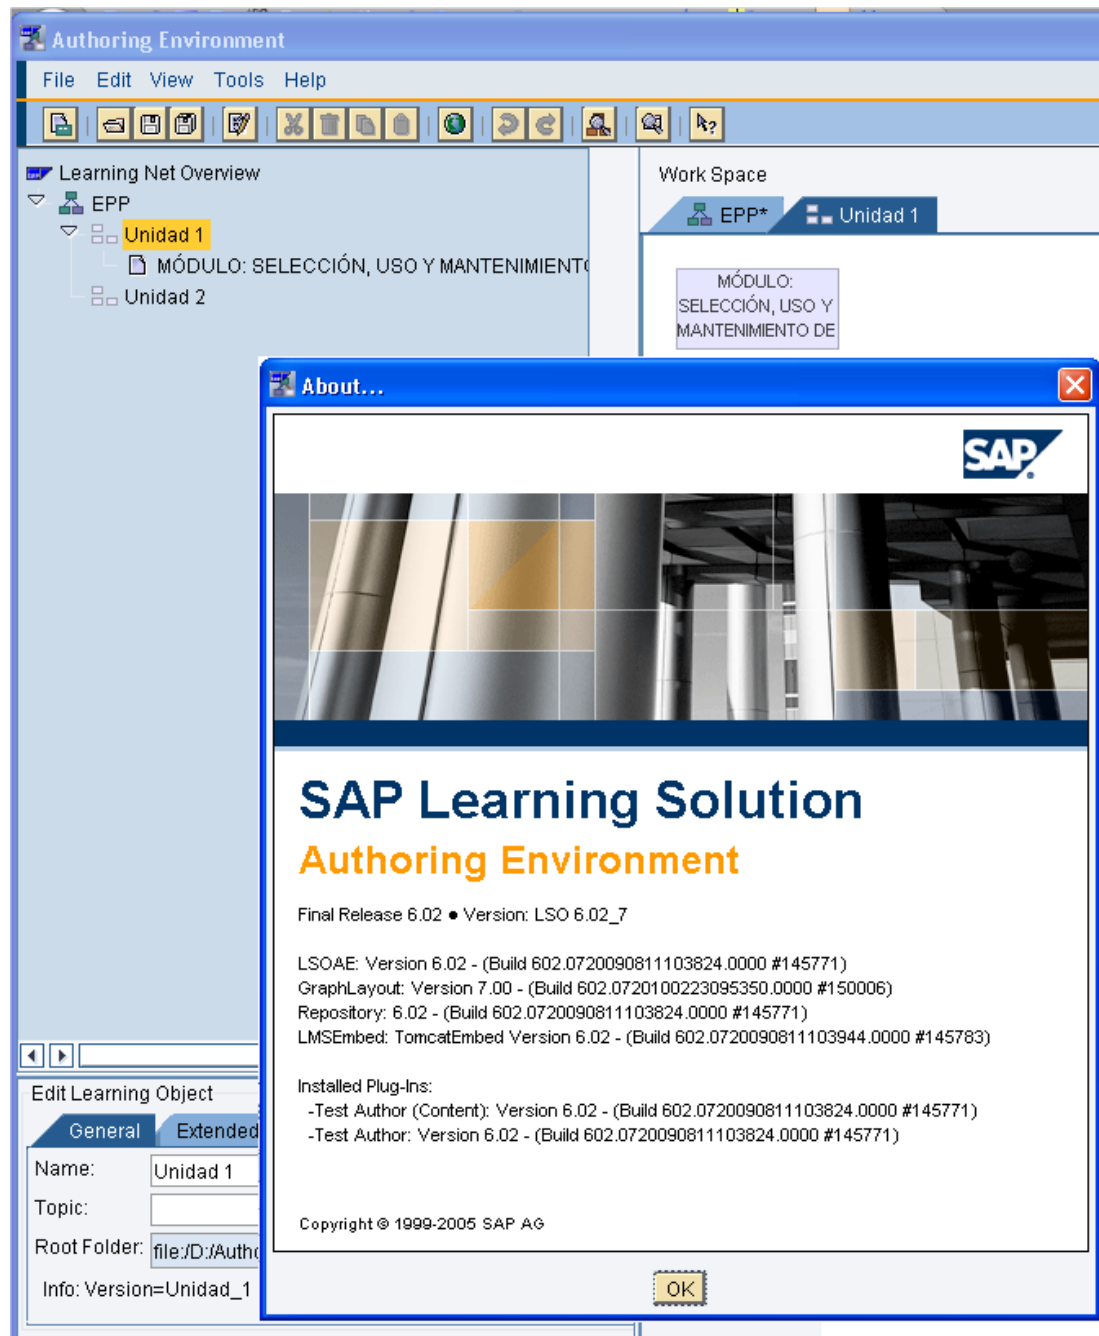 Authoring Environment
File Edit View Tools Help
Learning Net Overview
EPP
Unidad 1
MÓDULO: SELECCIÓN, USO Y MANTENIMIENT
Unidad 2
Work Space
EPP* Unidad 1
MÓDULO:
SELECCIÓN, USO Y
MANTENIMIENTO DE
About...
SAP
SAP Learning Solution
Authoring Environment
Final Release 6.02 ● Version: LSO 6.02_7
LSOAE: Version 6.02 - (Build 602.0720090811103824.0000 #145771)
GraphLayout: Version 7.00 - (Build 602.0720100223095350.0000 #150006)
Repository: 6.02 - (Build 602.0720090811103824.0000 #145771)
LMSEmbed: TomcatEmbed Version 6.02 - (Build 602.0720090811103944.0000 #145783)
Installed Plug-Ins:
-Test Author (Content): Version 6.02 - (Build 602.0720090811103824.0000 #145771)
-Test Author: Version 6.02 - (Build 602.0720090811103824.0000 #145771)
Copyright © 1999-2005 SAP AG
OK
Edit Learning Object
General Extended
Name: Unidad 1
Topic:
Root Folder: file:/D:/Autho
Info: Version=Unidad_1